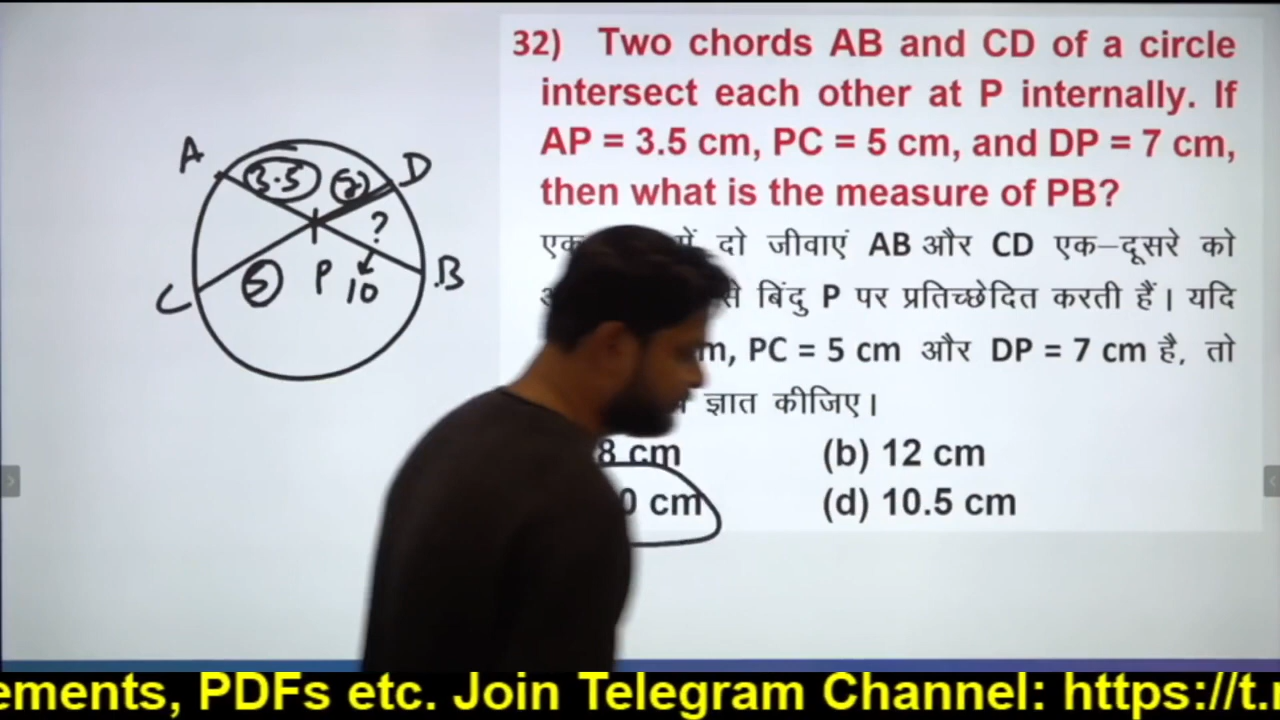 32) Two chords AB and CD of a circle
intersect each other at P internally. If
AP = 3.5 cm, PC = 5 cm, and DP = 7 cm,
then what is the measure of PB?
दो जीवाएं AB और CD एक–दूसरे को
बिंदु P पर प्रतिच्छेदित करती हैं। यदि
PC = 5 cm और DP = 7 cm है, तो
ज्ञात कीजिए।
8 cm (b) 12 cm
0 cm (d) 10.5 cm
A
3.5
D
?
5
P
10
B
C
ements, PDFs etc. Join Telegram Channel: https://t.